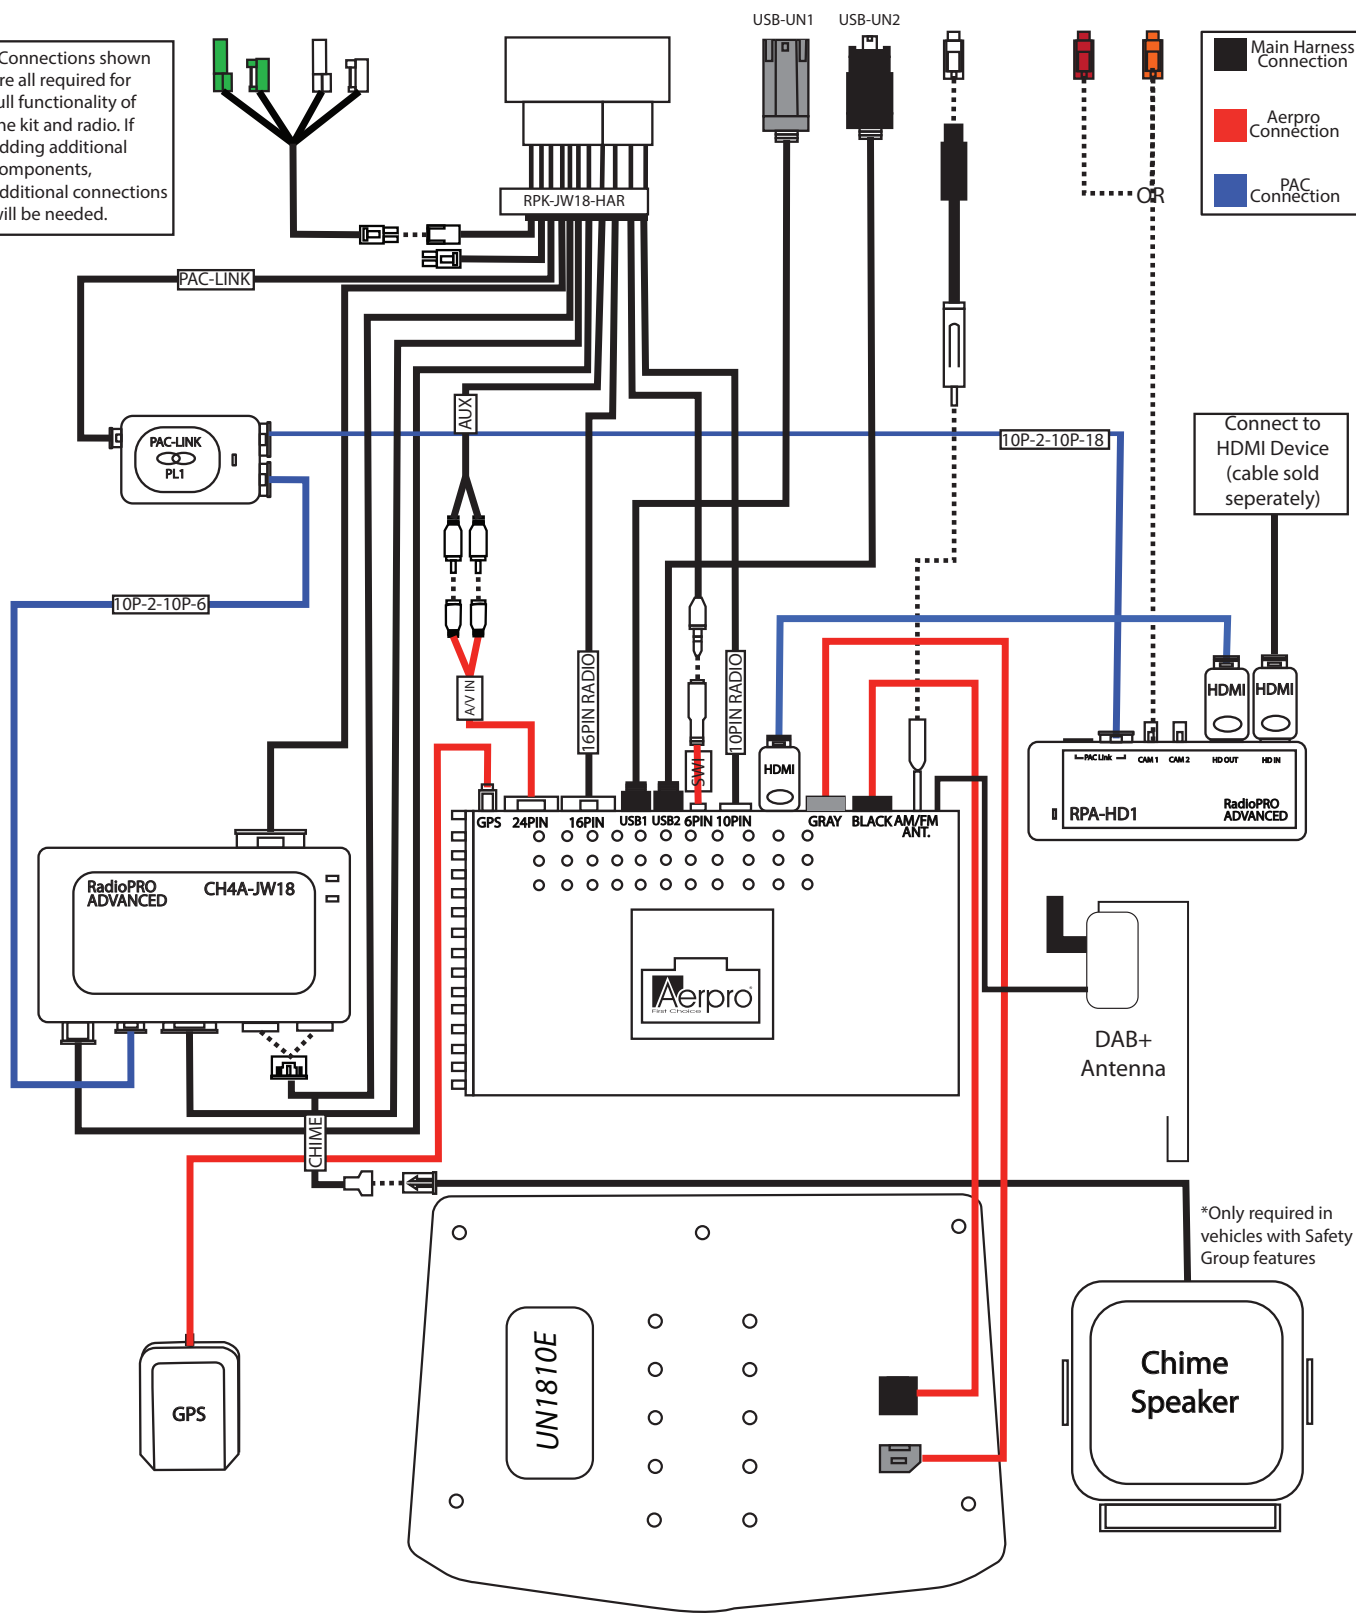 USB-UN1
USB-UN2
Connections shown
re all required for
ull functionality of
ne kit and radio. If
dding additional
omponents,
dditional connections
will be needed.
Main Harness
Connection
Aerpro
Connection
PAC
Connection
OR
RPK-JW18-HAR
PAC-LINK
AUX
PAC-LINK
PL1
10P-2-10P-18
Connect to
HDMI Device
(cable sold
seperately)
10P-2-10P-6
A/V IN
16PIN RADIO
SWI
10PIN RADIO
HDMI
HDMI
HDMI
PAC Link
CAM 1
CAM 2
HD OUT
HD IN
RPA-HD1
RadioPRO
ADVANCED
GPS
24PIN
16PIN
USB1
USB2
6PIN
10PIN
GRAY
BLACK
AM/FM
ANT.
RadioPRO
ADVANCED
CH4A-JW18
Aerpro
First Choice
DAB+
Antenna
CHIME
*Only required in
vehicles with Safety
Group features
GPS
UN1810E
Chime
Speaker